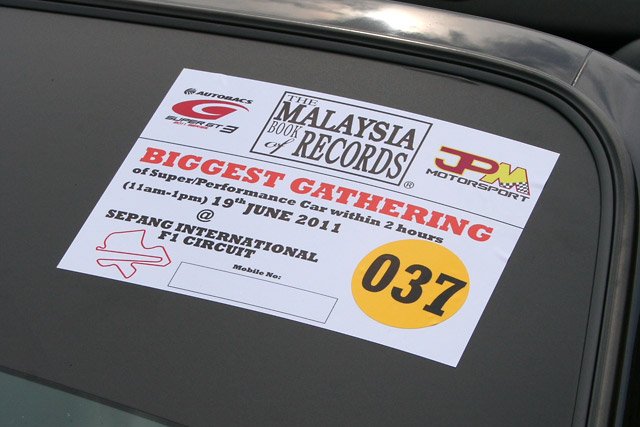 AUTOBACS
SUPER GT 3
THE
MALAYSIA
BOOK
of RECORDS ®
JPM
MOTORSPORT
BIGGEST GATHERING
of Super/Performance Car within 2 hours
(11am-1pm) 19th JUNE 2011
@
SEPANG INTERNATIONAL
F1 CIRCUIT
Mobile No:
037